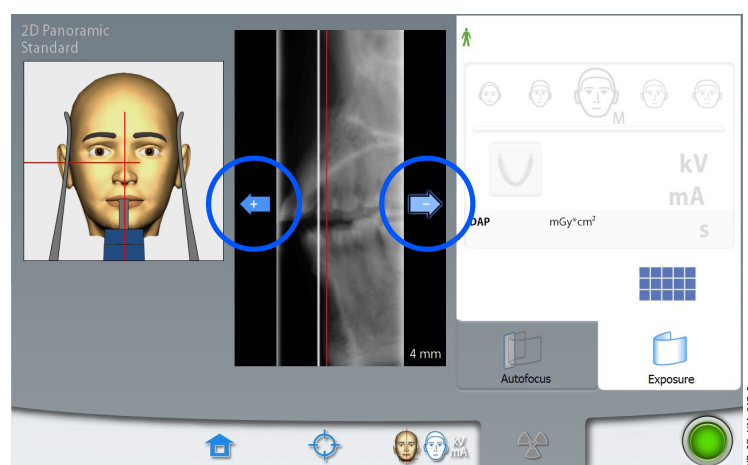 2D Panoramic
Standard
M
+
−
kV
mA
DAP mGy*cm²
s
4 mm
Autofocus
Exposure
kV
mA